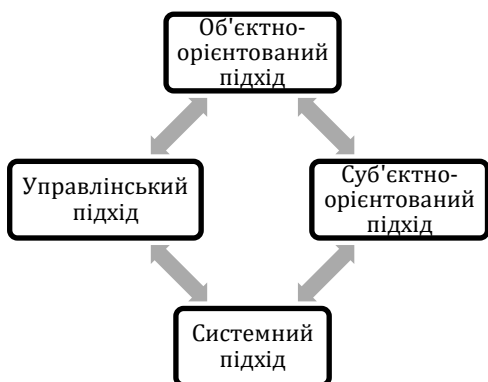 Об'єктно-
орієнтований
підхід
Управлінський
підхід
Суб'єктно-
орієнтований
підхід
Системний
підхід